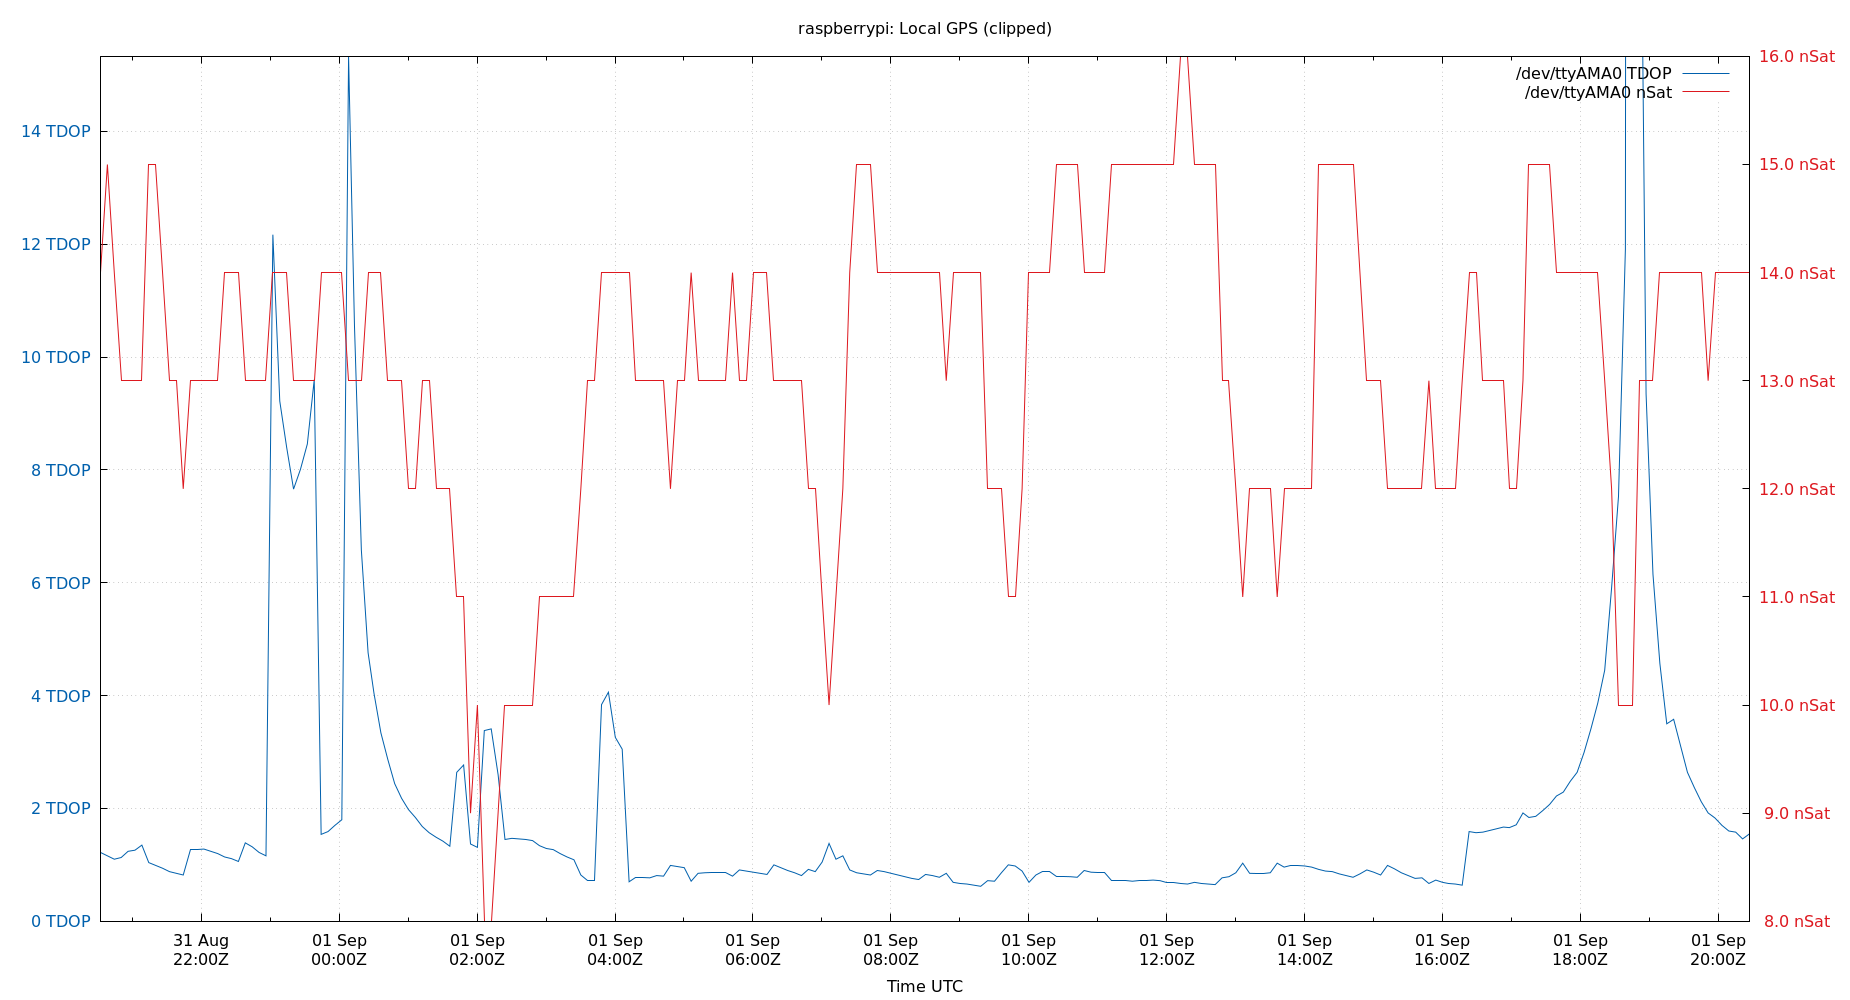 raspberrypi: Local GPS (clipped)
/dev/ttyAMA0 TDOP
/dev/ttyAMA0 nSat
14 TDOP
12 TDOP
10 TDOP
8 TDOP
6 TDOP
4 TDOP
2 TDOP
0 TDOP
16.0 nSat
15.0 nSat
14.0 nSat
13.0 nSat
12.0 nSat
11.0 nSat
10.0 nSat
9.0 nSat
8.0 nSat
31 Aug
22:00Z
01 Sep
00:00Z
01 Sep
02:00Z
01 Sep
04:00Z
01 Sep
06:00Z
01 Sep
08:00Z
01 Sep
10:00Z
01 Sep
12:00Z
01 Sep
14:00Z
01 Sep
16:00Z
01 Sep
18:00Z
01 Sep
20:00Z
Time UTC